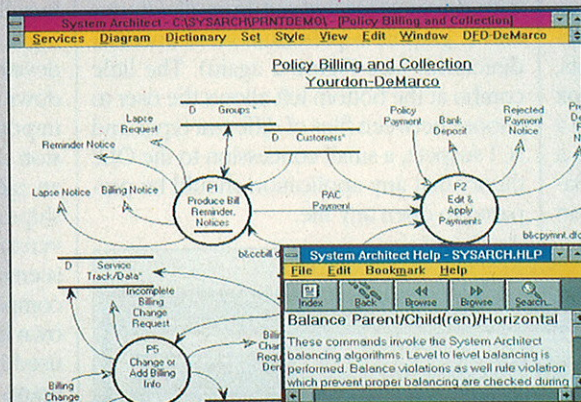 System Architect - C:\SYSARCH\PRNTDEMO\ - [Policy Billing and Collection]
Services Diagram Dictionary Set Style View Edit Window DFD-DeMarco
Policy Billing and Collection
Yourdon-DeMarco
D Groups*
Lapse
Request
Reminder Notice
Lapse Notice
Billing Notice
D Customers*
Policy
Payment
Bank
Deposit
Rejected
Payment
Notice
Produce Bill
Reminder,
Notices
PAC
Payment
P2
Edit &
Apply
Payments
b&ccbill.d
b&cpymnt.dfd
D Service
Track/Data*
Incomplete
Billing
Change
Request
P5
Change or
Add Billing
Info
Billing
Change
System Architect Help - SYSARCH.HLP
File Edit Bookmark Help
Index Back Browse Browse Search...
Balance Parent/Child(ren)/Horizontal
These commands invoke the System Architect
balancing algorithms. Level to level balancing is
performed. Balance violations as well rule violation
which prevent proper balancing are checked during